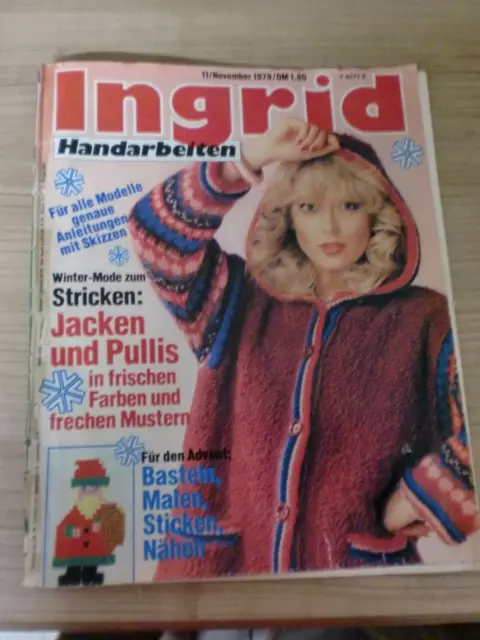 11/November 1979/DM 1.60
Ingrid
Handarbeiten
Für alle Modelle
genaue
Anleitungen
mit Skizzen
Winter-Mode zum
Stricken:
Jacken
und Pullis
in frischen
Farben und
frechen Mustern
Für den Advent:
Basteln,
Malen,
Sticken,
Nähen